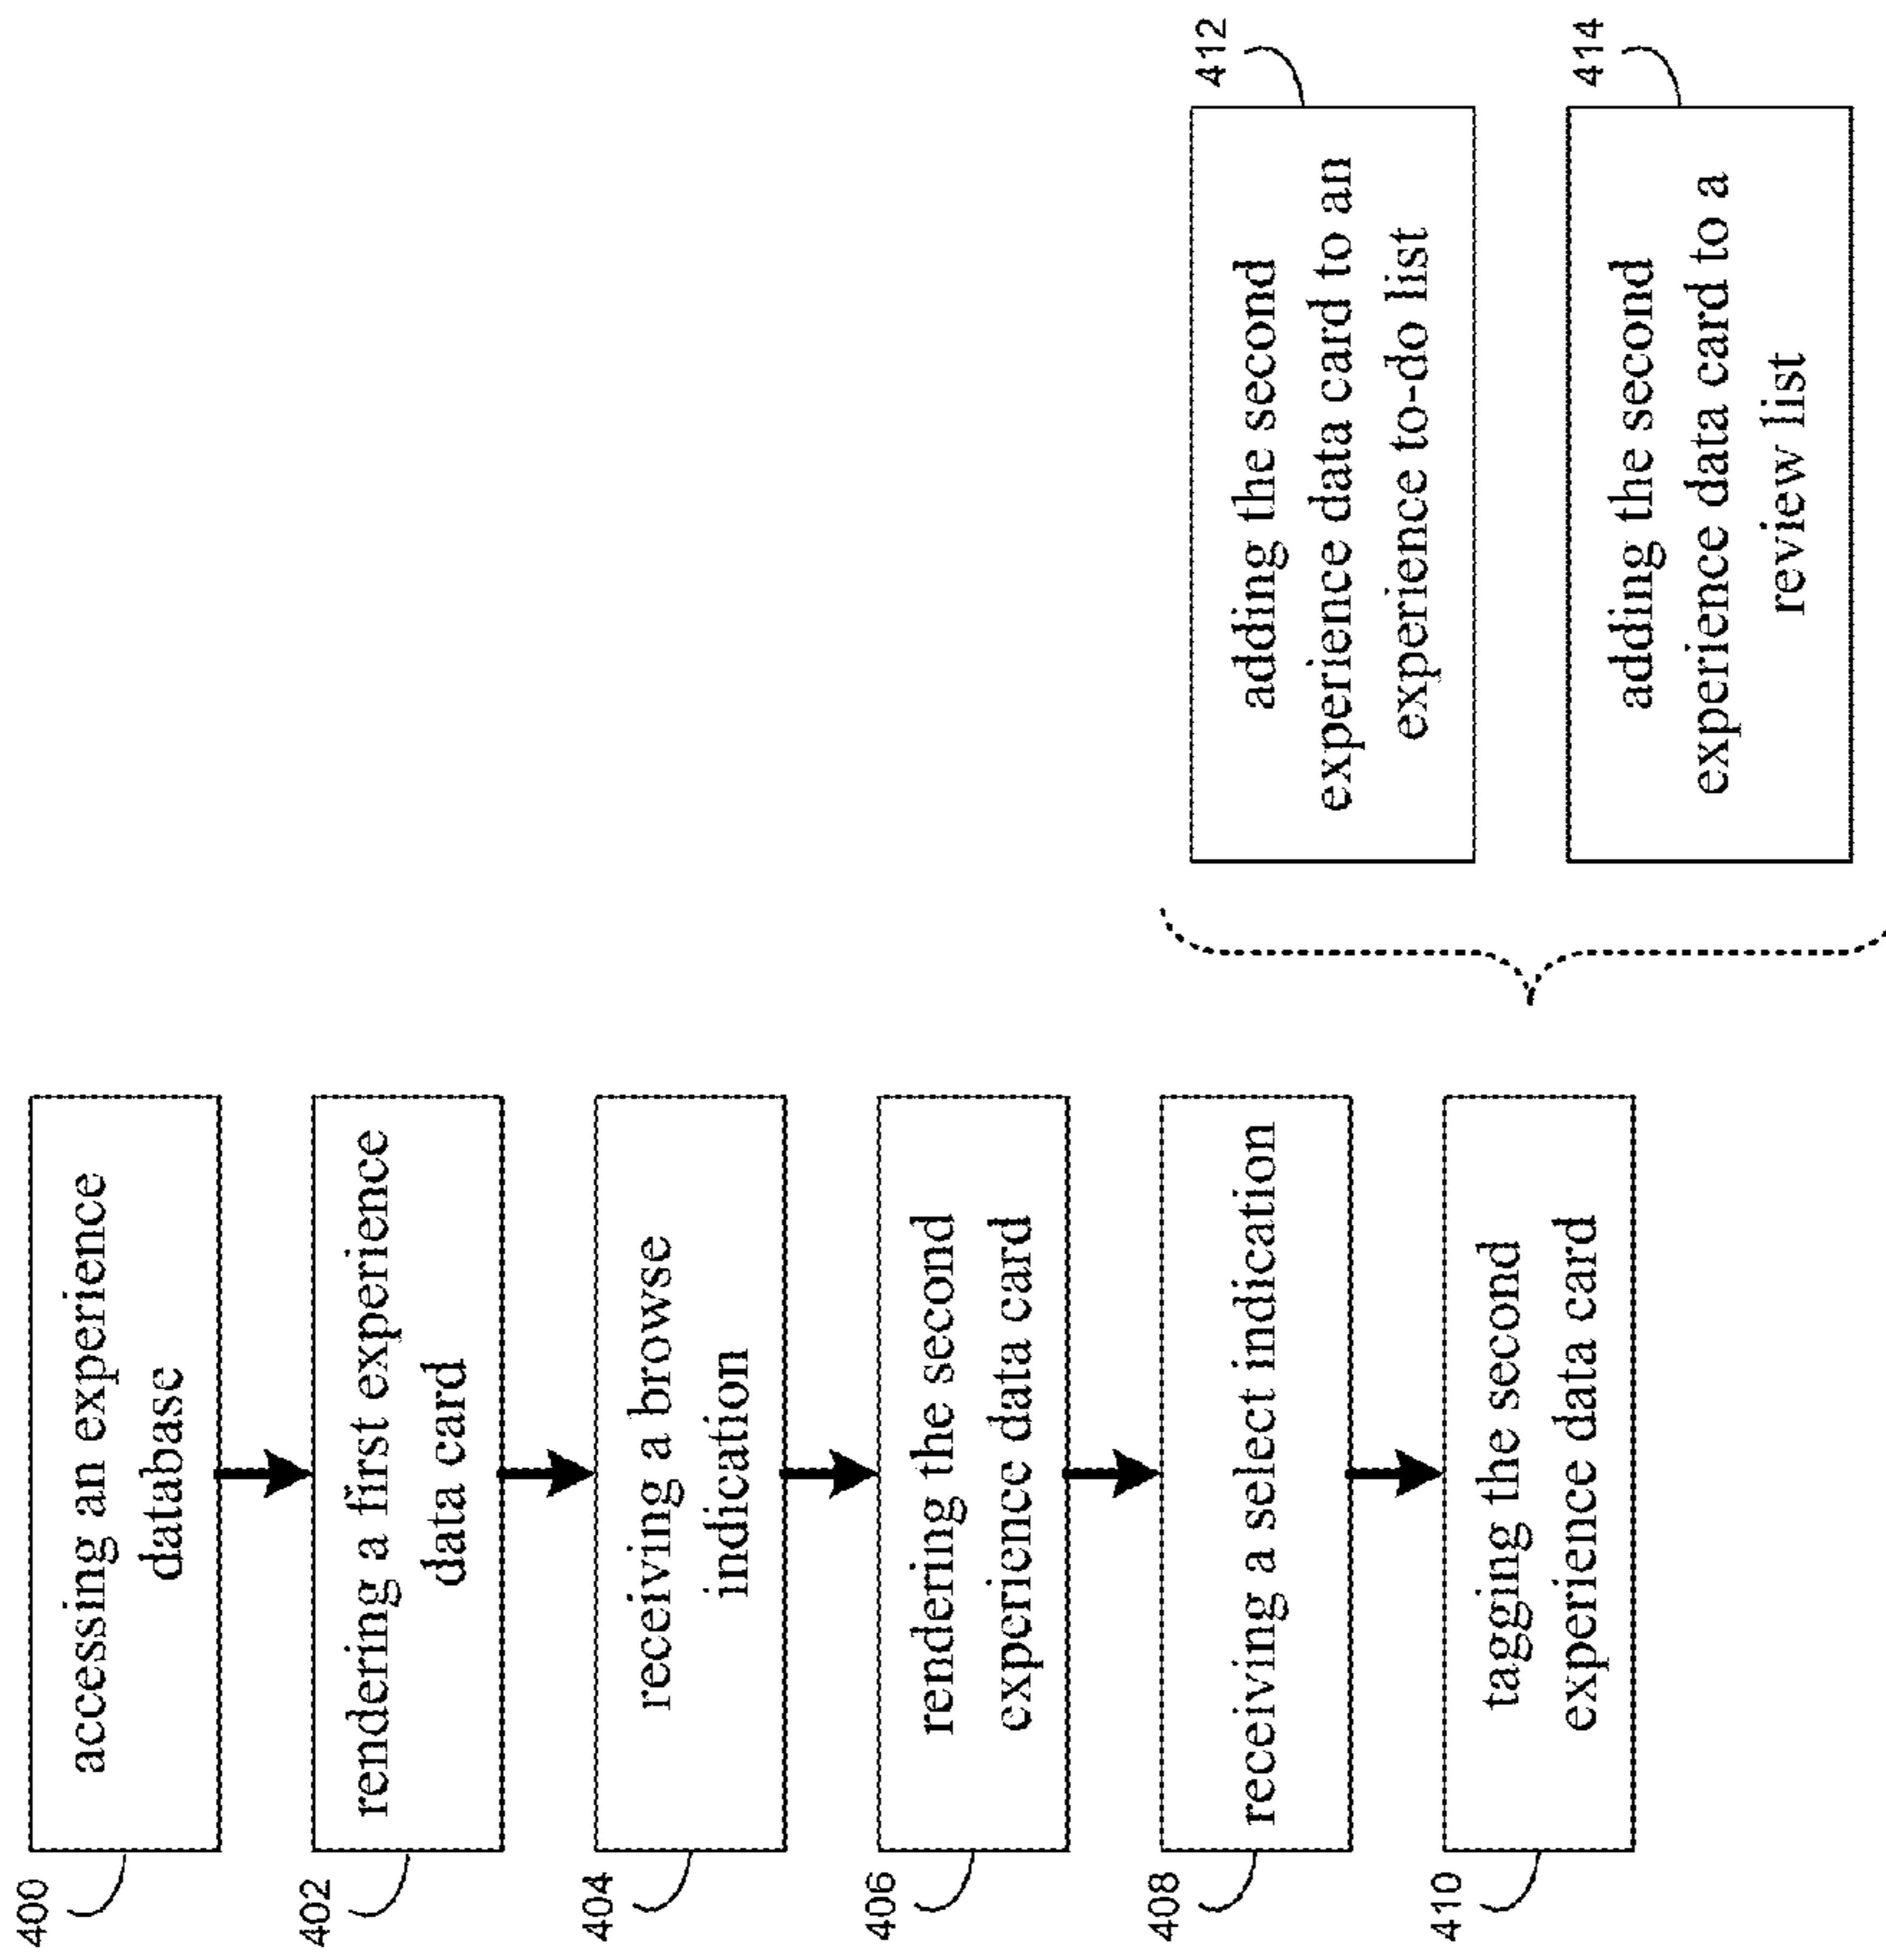 400
accessing an experience
database
402
rendering a first experience
data card
404
receiving a browse
indication
406
rendering the second
experience data card
408
receiving a select indication
410
tagging the second
experience data card
412
adding the second
experience data card to an
experience to-do list
414
adding the second
experience data card to a
review list